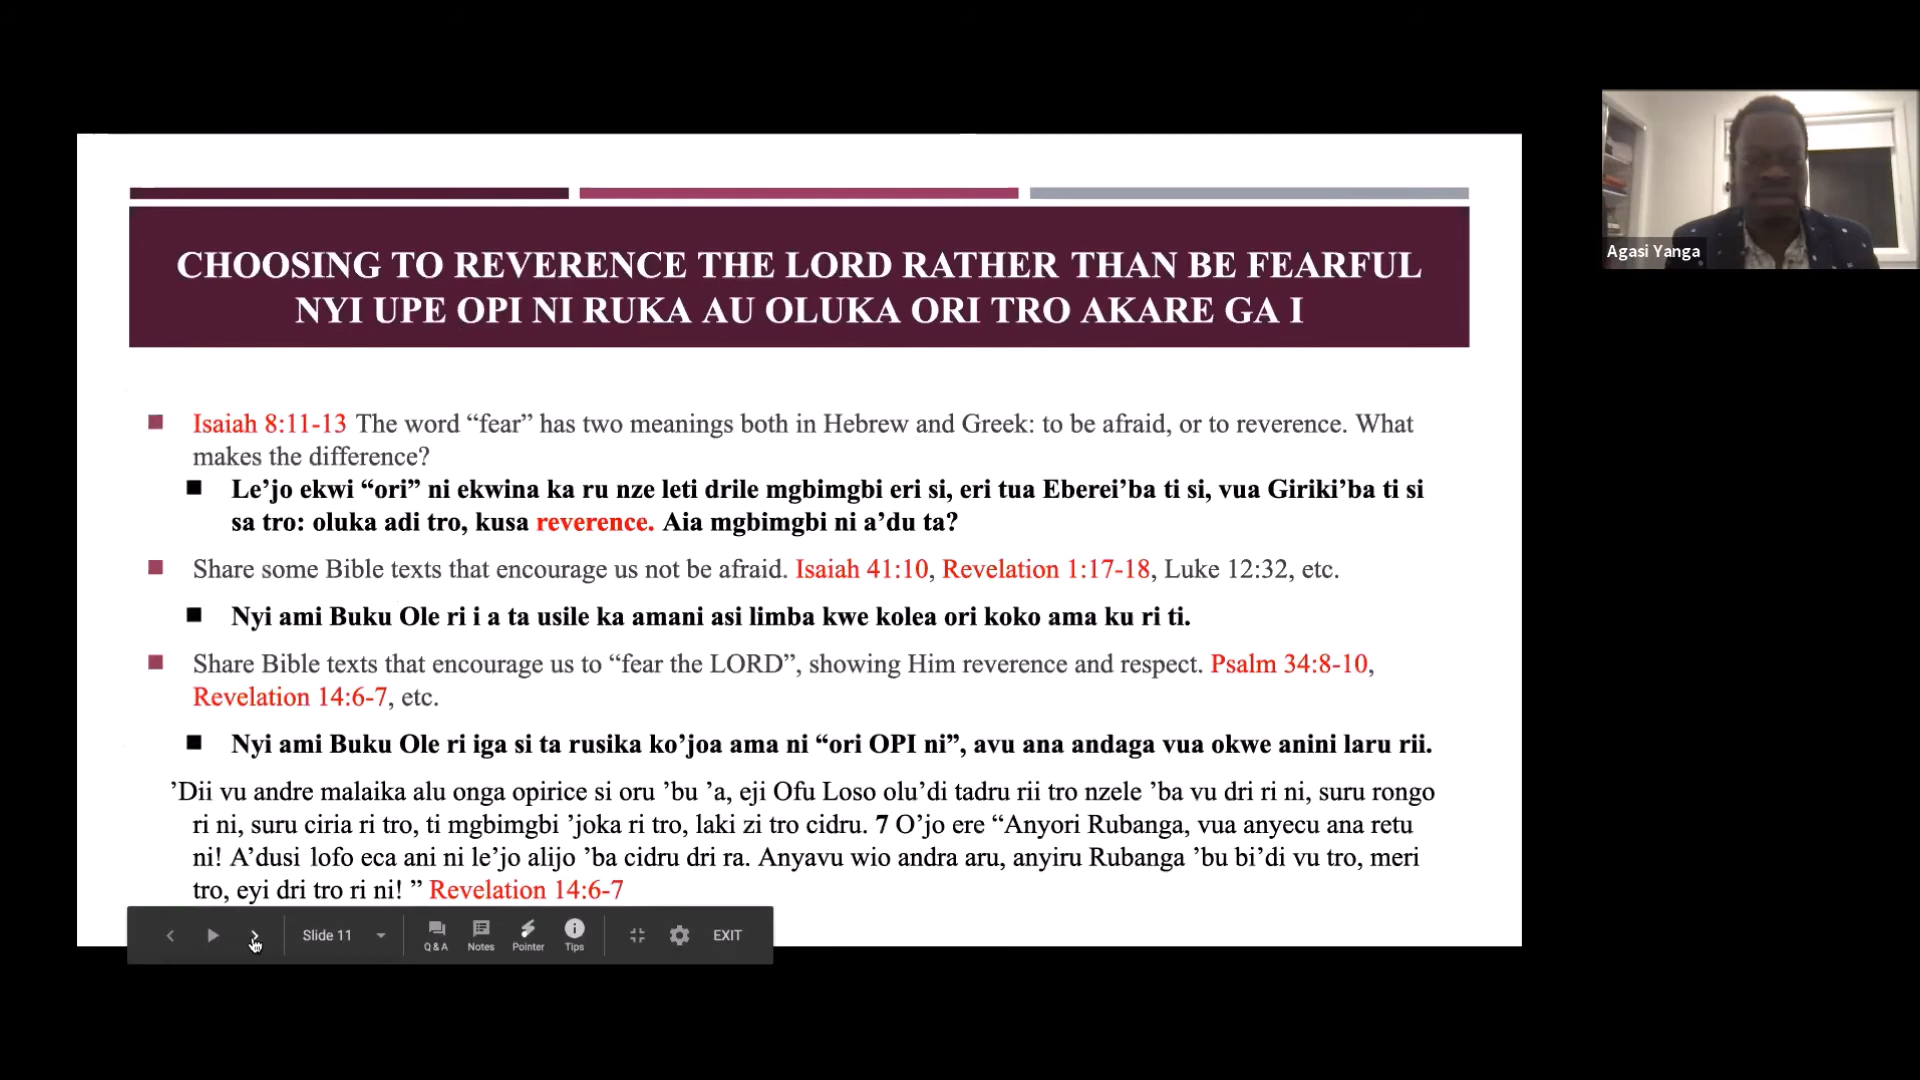 CHOOSING TO REVERENCE THE LORD RATHER THAN BE FEARFUL
NYI UPE OPI NI RUKA AU OLUKA ORI TRO AKARE GA I
Isaiah 8:11-13 The word “fear” has two meanings both in Hebrew and Greek: to be afraid, or to reverence. What
makes the difference?
Le’jo ekwi “ori” ni ekwina ka ru nze leti drile mgbimgbi eri si, eri tua Eberei’ba ti si, vua Giriki’ba ti si
sa tro: oluka adi tro, kusa reverence. Aia mgbimgbi ni a’du ta?
Share some Bible texts that encourage us not be afraid. Isaiah 41:10, Revelation 1:17-18, Luke 12:32, etc.
Nyi ami Buku Ole ri i a ta usile ka amani asi limba kwe kolea ori koko ama ku ri ti.
Share Bible texts that encourage us to “fear the LORD”, showing Him reverence and respect. Psalm 34:8-10,
Revelation 14:6-7, etc.
Nyi ami Buku Ole ri iga si ta rusika ko’joa ama ni “ori OPI ni”, avu ana andaga vua okwe anini laru rii.
’Dii vu andre malaika alu onga opirice si oru ’bu ’a, eji Ofu Loso olu’di tadru rii tro nzele ’ba vu dri ri ni, suru rongo
ri ni, suru ciria ri tro, ti mgbimgbi ’joka ri tro, laki zi tro cidru. 7 O’jo ere “Anyori Rubanga, vua anyecu ana retu
ni! A’dusi lofo eca ani ni le’jo alijo ’ba cidru dri ra. Anyavu wio andra aru, anyiru Rubanga ’bu bi’di vu tro, meri
tro, eyi dri tro ri ni! ” Revelation 14:6-7
Slide 11
Q & A
Notes
Pointer
Tips
EXIT
Agasi Yanga